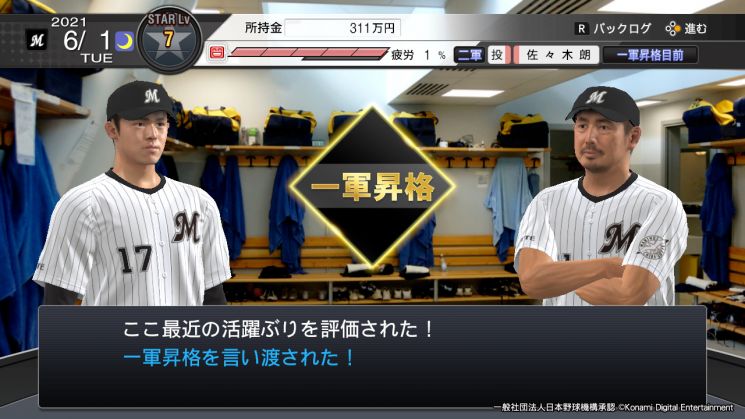 2021
6/ 1
TUE
M
STAR Lv
7
所持金 311万円
R バックログ 進む
疲労 1 % 二軍 投 佐々木朗 一軍昇格目前
一軍昇格
M
M
17
M
M
ここ最近の活躍ぶりを評価された!
一軍昇格を言い渡された!
一般社団法人日本野球機構承認 ©Konami Digital Entertainment